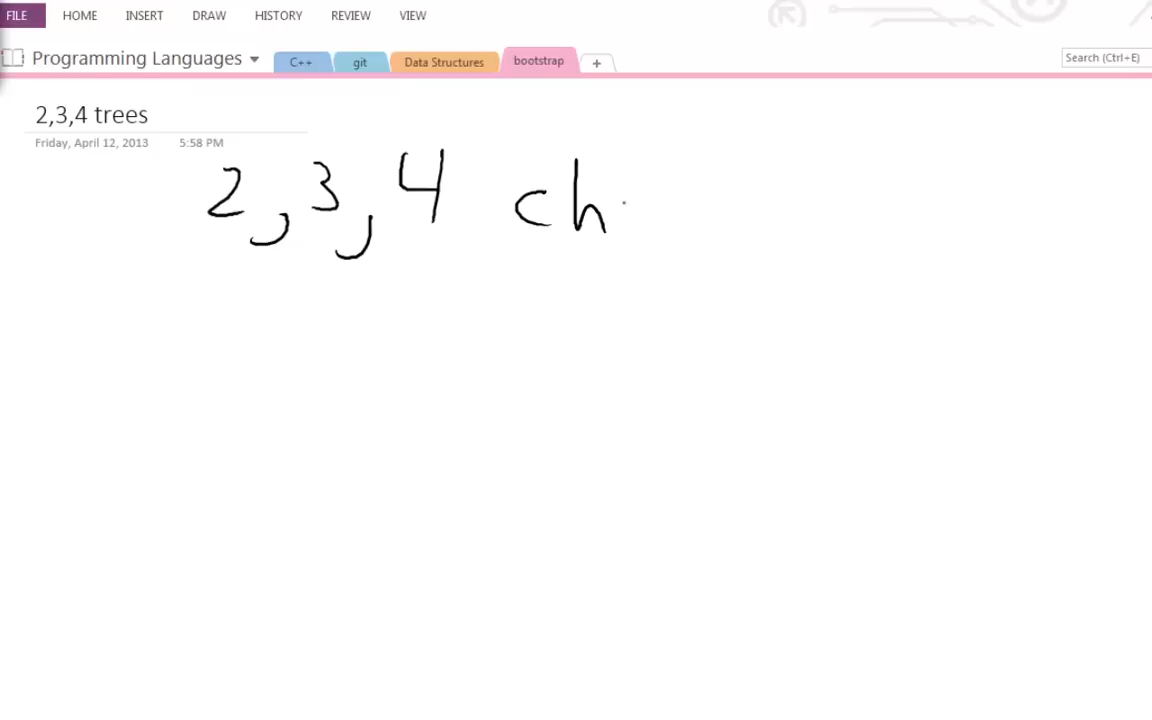 FILE HOME INSERT DRAW HISTORY REVIEW VIEW
Programming Languages C++ git Data Structures bootstrap + Search (Ctrl+E)
2,3,4 trees
Friday, April 12, 2013 5:58 PM
2,3,4 ch